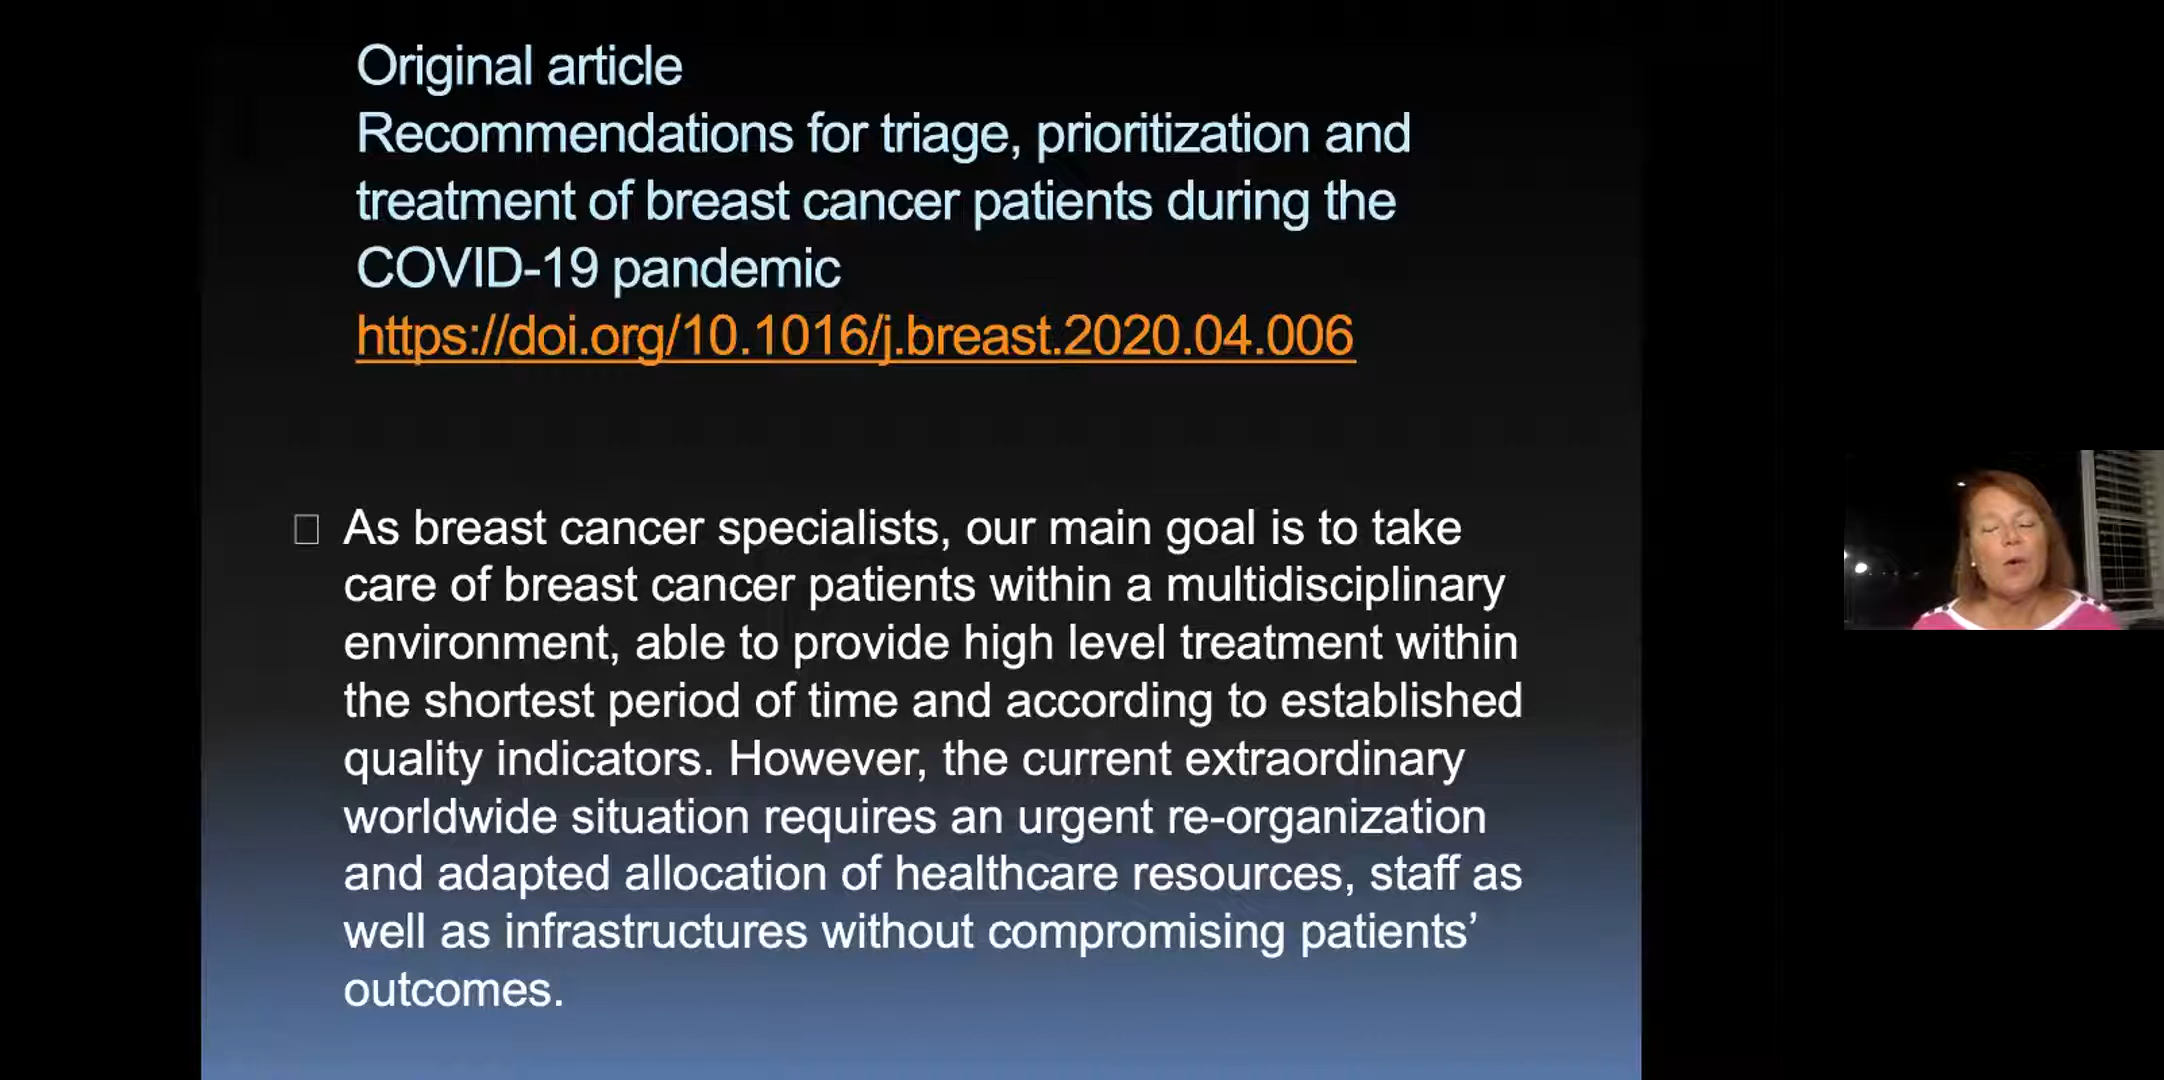 Original article
Recommendations for triage, prioritization and
treatment of breast cancer patients during the
COVID-19 pandemic
https://doi.org/10.1016/j.breast.2020.04.006
As breast cancer specialists, our main goal is to take
care of breast cancer patients within a multidisciplinary
environment, able to provide high level treatment within
the shortest period of time and according to established
quality indicators. However, the current extraordinary
worldwide situation requires an urgent re-organization
and adapted allocation of healthcare resources, staff as
well as infrastructures without compromising patients’
outcomes.